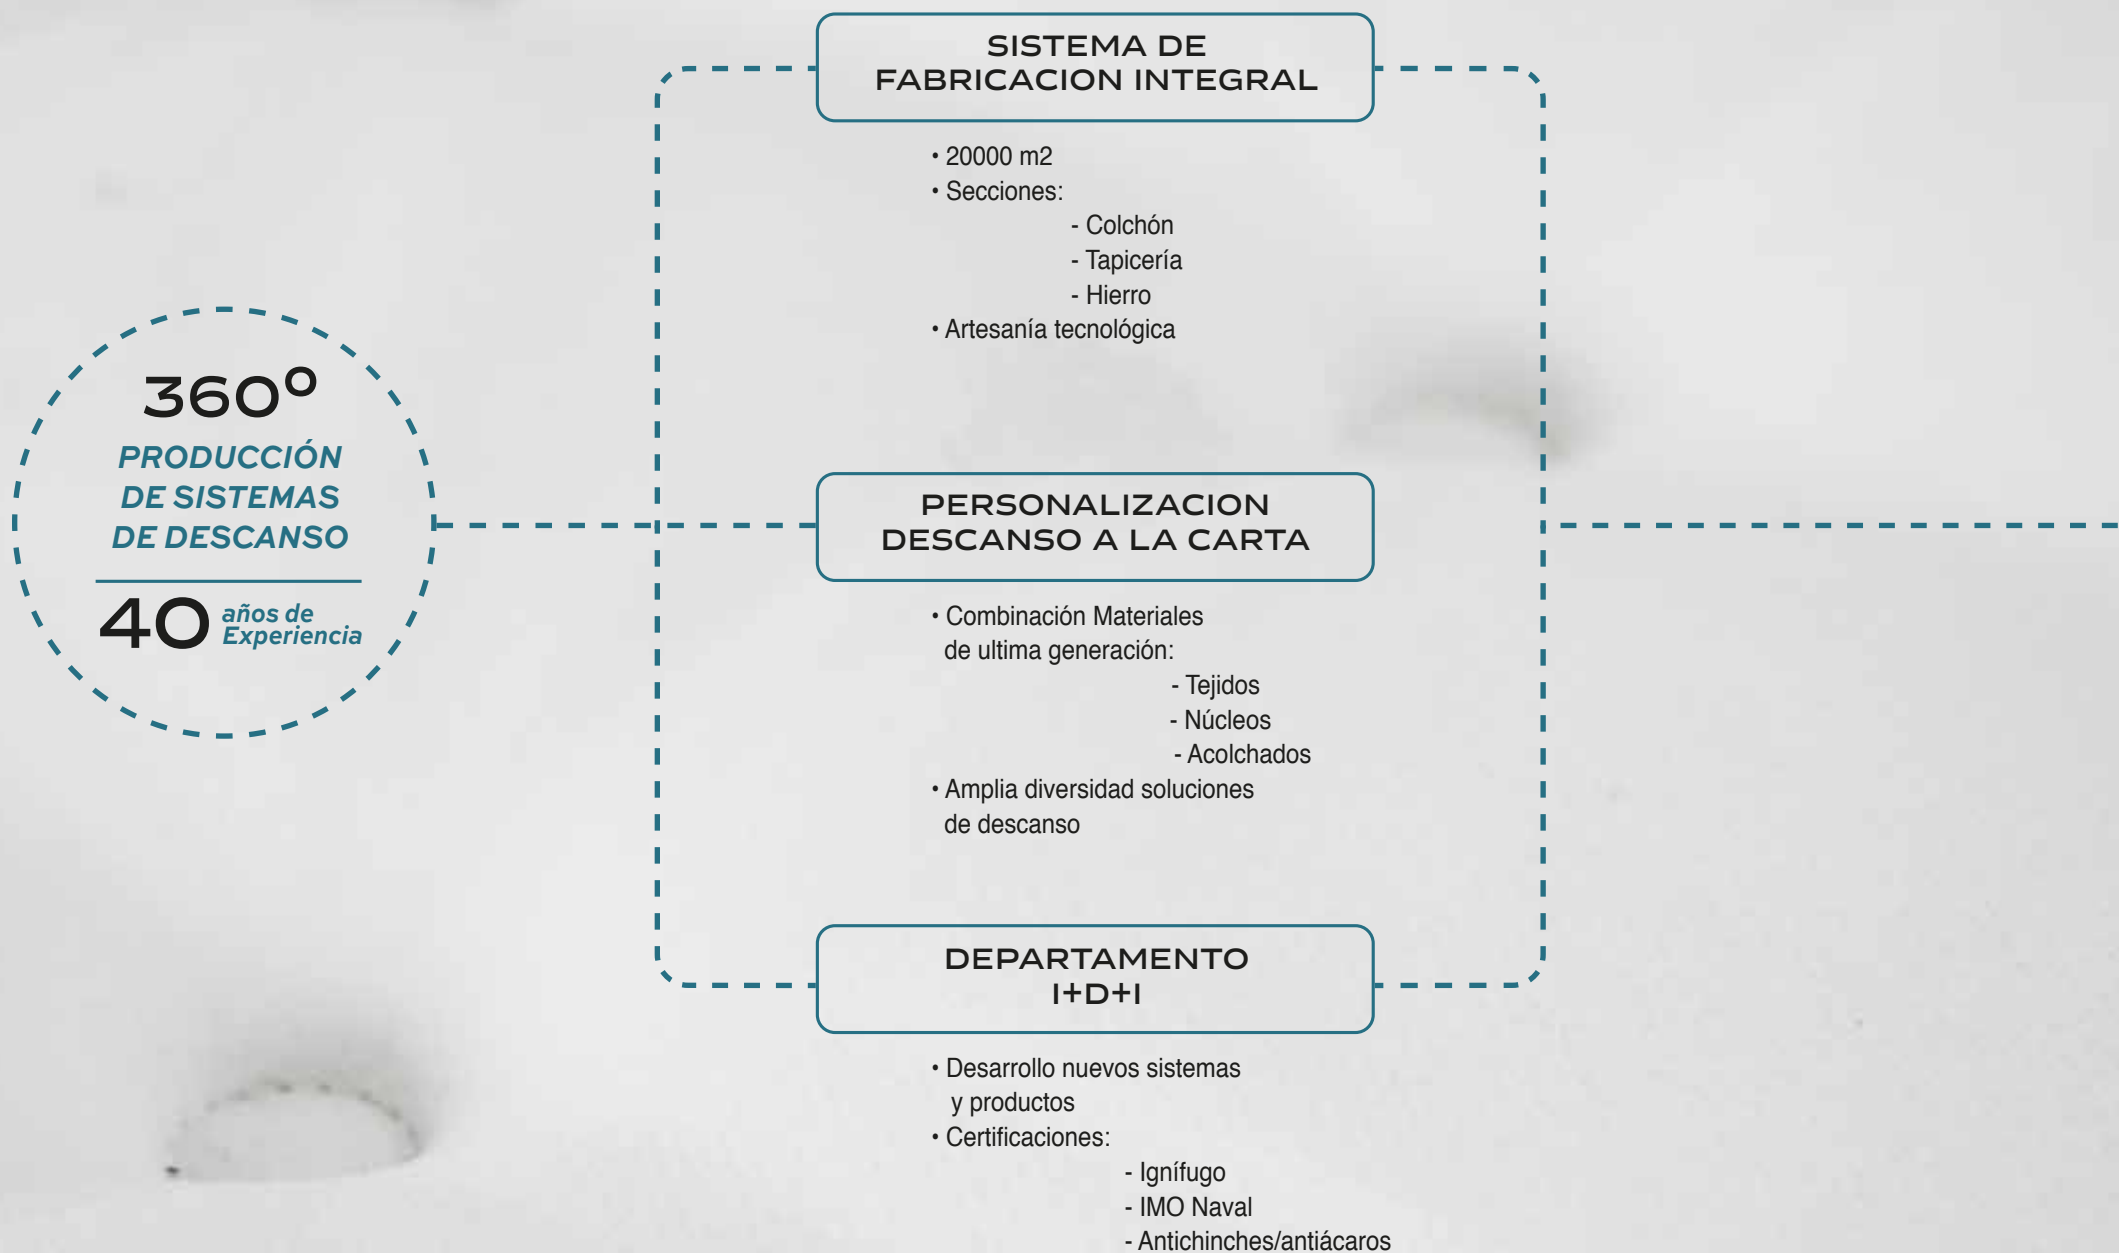 360º
PRODUCCIÓN
DE SISTEMAS
DE DESCANSO
40 años de
Experiencia
SISTEMA DE
FABRICACION INTEGRAL
• 20000 m2
• Secciones:
- Colchón
- Tapicería
- Hierro
• Artesanía tecnológica
PERSONALIZACION
DESCANSO A LA CARTA
• Combinación Materiales
de ultima generación:
- Tejidos
- Núcleos
- Acolchados
• Amplia diversidad soluciones
de descanso
DEPARTAMENTO
I+D+I
• Desarrollo nuevos sistemas
y productos
• Certificaciones:
- Ignífugo
- IMO Naval
- Antichinches/antiácaros